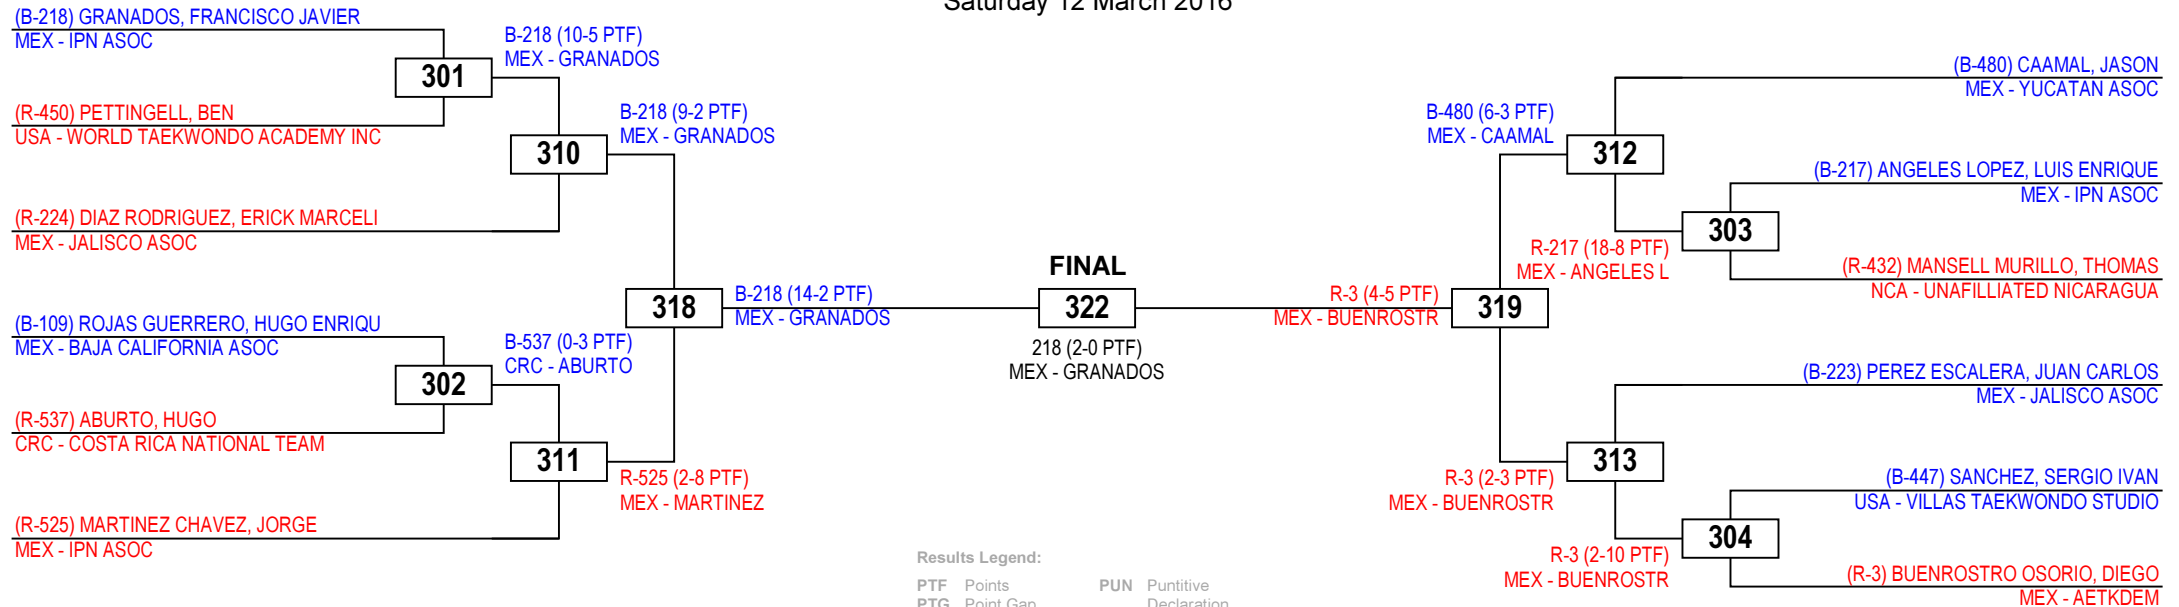 Saturday 12 March 2016
(B-218) GRANADOS, FRANCISCO JAVIER
MEX - IPN ASOC
301
B-218 (10-5 PTF)
MEX - GRANADOS
(R-450) PETTINGELL, BEN
USA - WORLD TAEKWONDO ACADEMY INC
310
B-218 (9-2 PTF)
MEX - GRANADOS
(R-224) DIAZ RODRIGUEZ, ERICK MARCELI
MEX - JALISCO ASOC
318
B-218 (14-2 PTF)
MEX - GRANADOS
(B-109) ROJAS GUERRERO, HUGO ENRIQU
MEX - BAJA CALIFORNIA ASOC
302
B-537 (0-3 PTF)
CRC - ABURTO
(R-537) ABURTO, HUGO
CRC - COSTA RICA NATIONAL TEAM
311
R-525 (2-8 PTF)
MEX - MARTINEZ
(R-525) MARTINEZ CHAVEZ, JORGE
MEX - IPN ASOC
FINAL
322
218 (2-0 PTF)
MEX - GRANADOS
(B-480) CAAMAL, JASON
MEX - YUCATAN ASOC
B-480 (6-3 PTF)
MEX - CAAMAL
312
(B-217) ANGELES LOPEZ, LUIS ENRIQUE
MEX - IPN ASOC
303
R-217 (18-8 PTF)
MEX - ANGELES L
(R-432) MANSELL MURILLO, THOMAS
NCA - UNAFILLIATED NICARAGUA
R-3 (4-5 PTF)
MEX - BUENROSTR
319
(B-223) PEREZ ESCALERA, JUAN CARLOS
MEX - JALISCO ASOC
313
R-3 (2-3 PTF)
MEX - BUENROSTR
(B-447) SANCHEZ, SERGIO IVAN
USA - VILLAS TAEKWONDO STUDIO
304
R-3 (2-10 PTF)
MEX - BUENROSTR
(R-3) BUENROSTRO OSORIO, DIEGO
MEX - AETKDEM
Results Legend:
PTF Points PUN Puntitive
PTG Point Gap Declaration